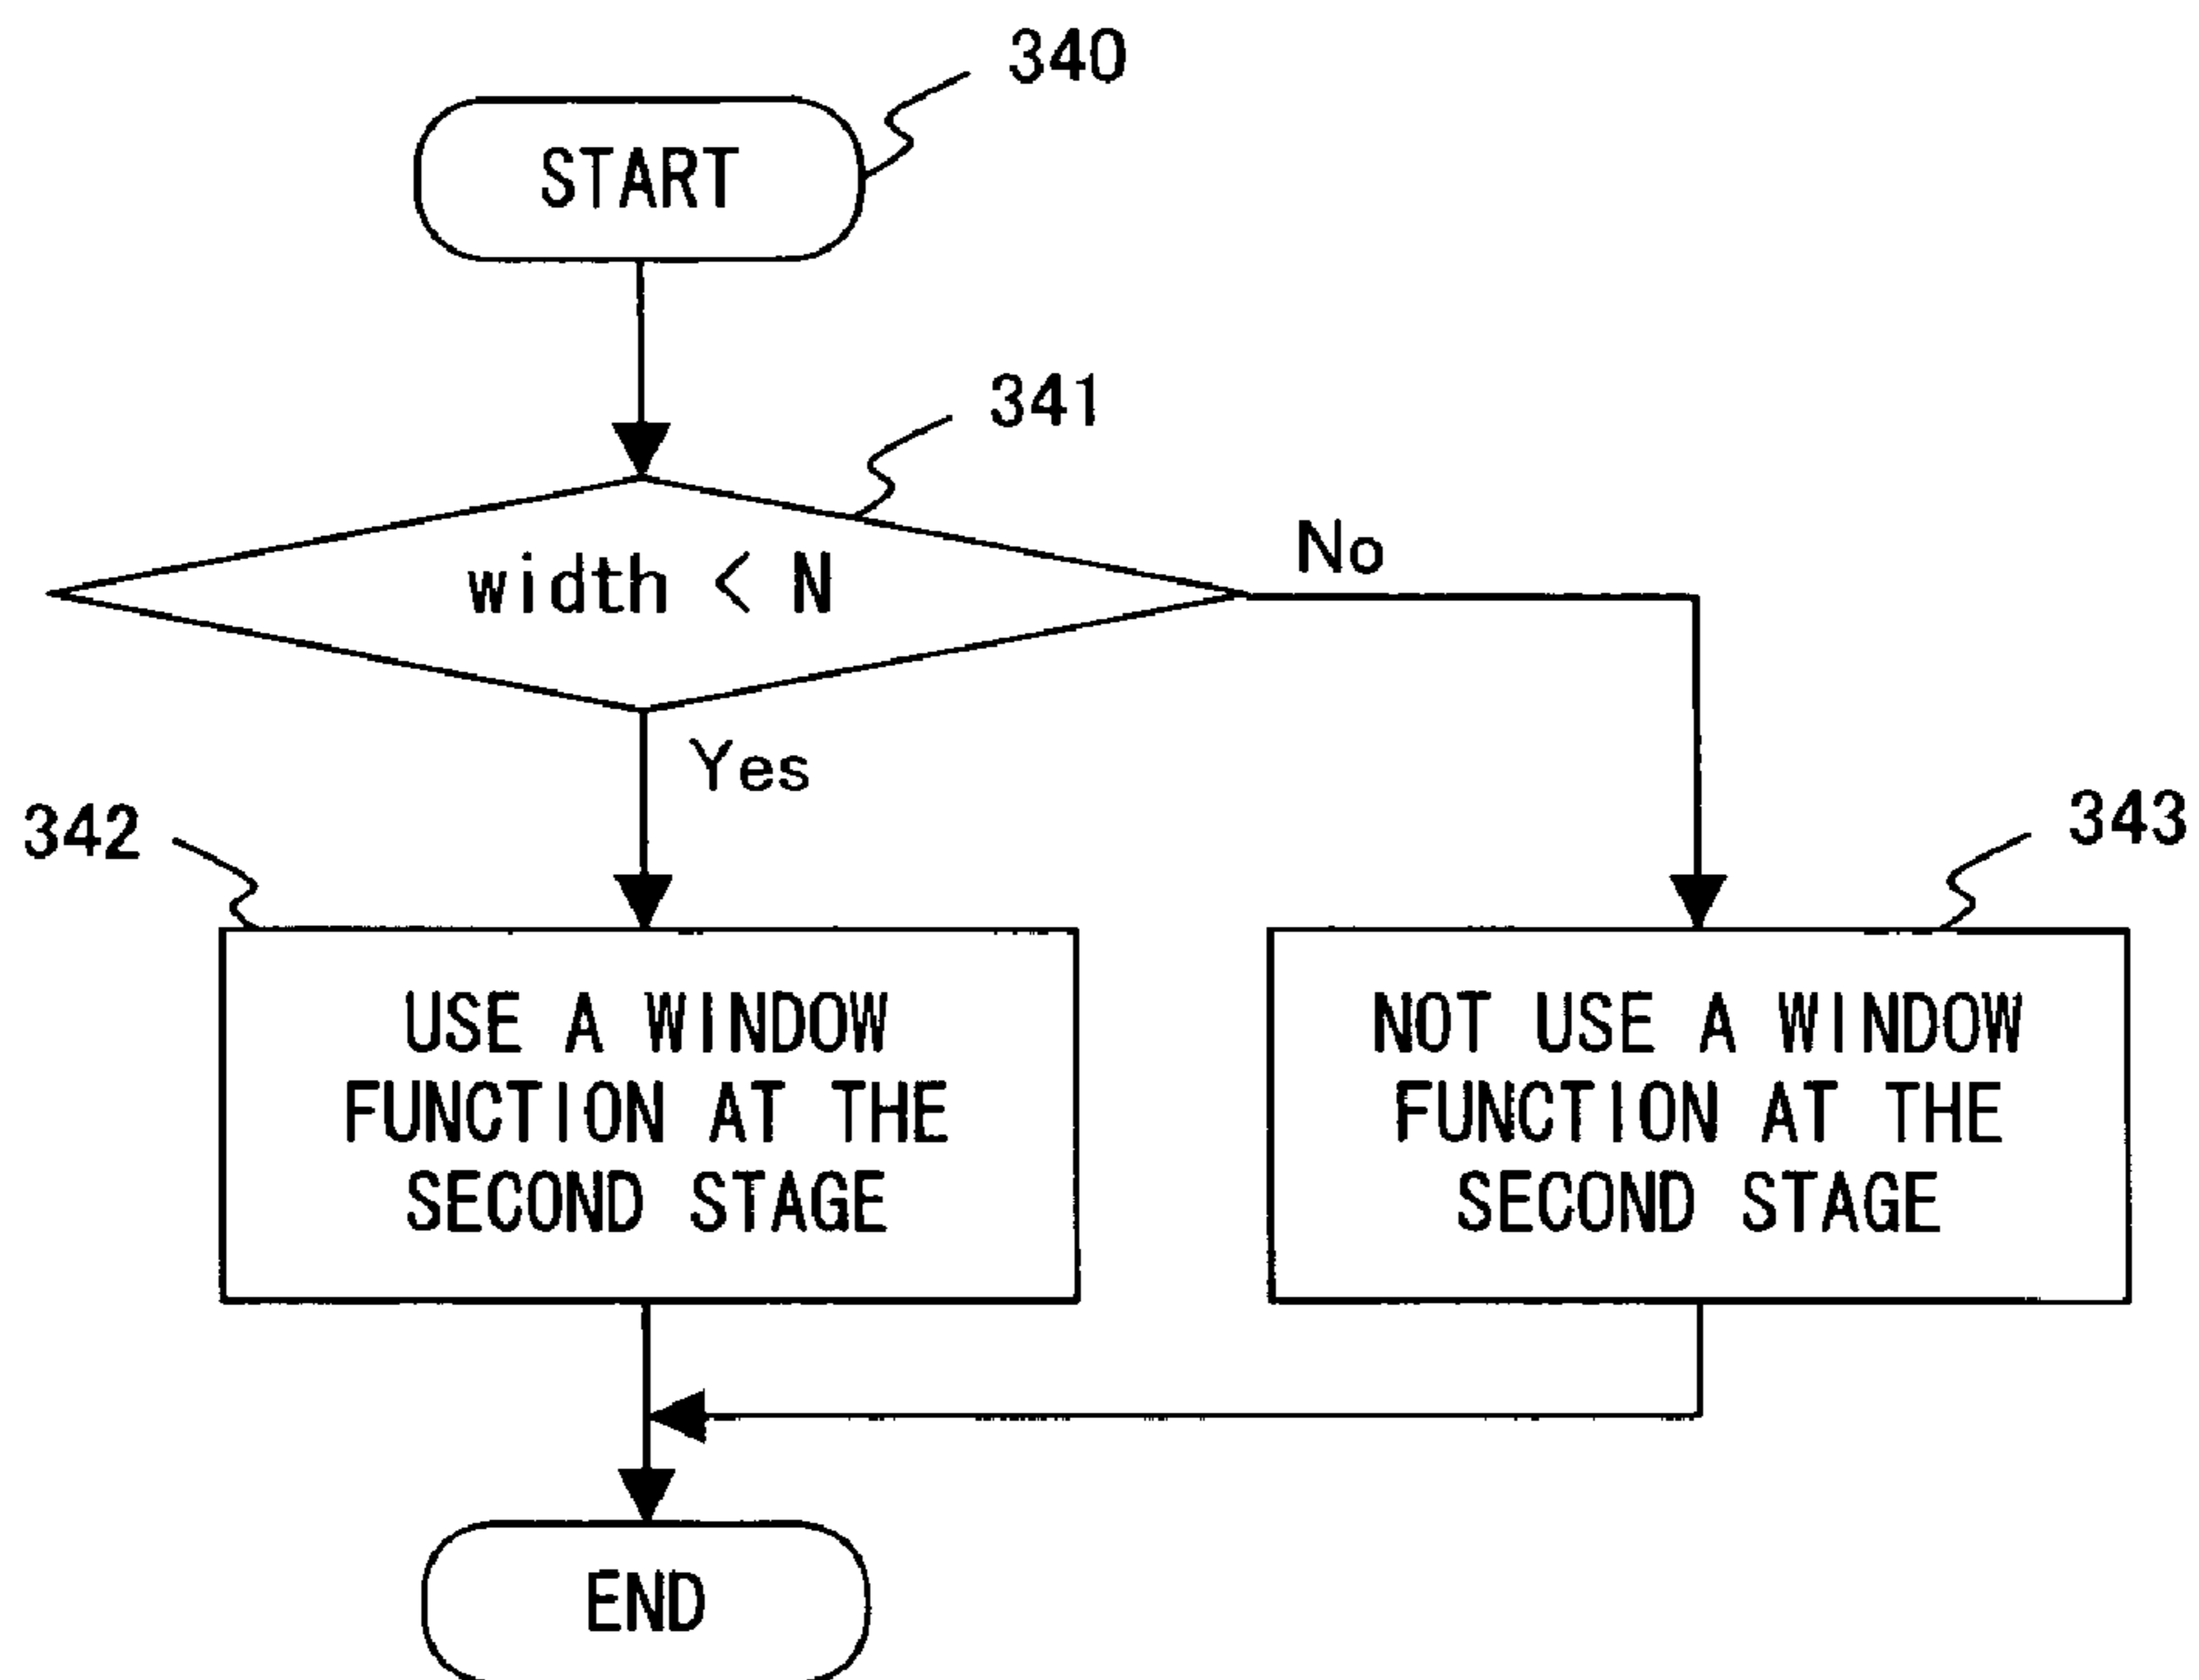 340
START
341
width < N
No
Yes
342
343
USE A WINDOW
FUNCTION AT THE
SECOND STAGE
NOT USE A WINDOW
FUNCTION AT THE
SECOND STAGE
END